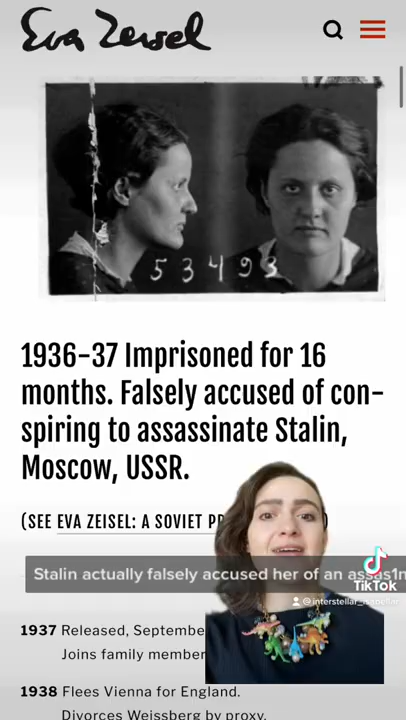 Eva Zeisel
53493
1936-37 Imprisoned for 16
months. Falsely accused of con-
spiring to assassinate Stalin,
Moscow, USSR.
(SEE EVA ZEISEL: A SOVIET
Stalin actually falsely accused her of an assas1n
TikTok
1937 Released,
Joins family
1938 Flees Vienna for England.
Divorces Weissberg by proxy.